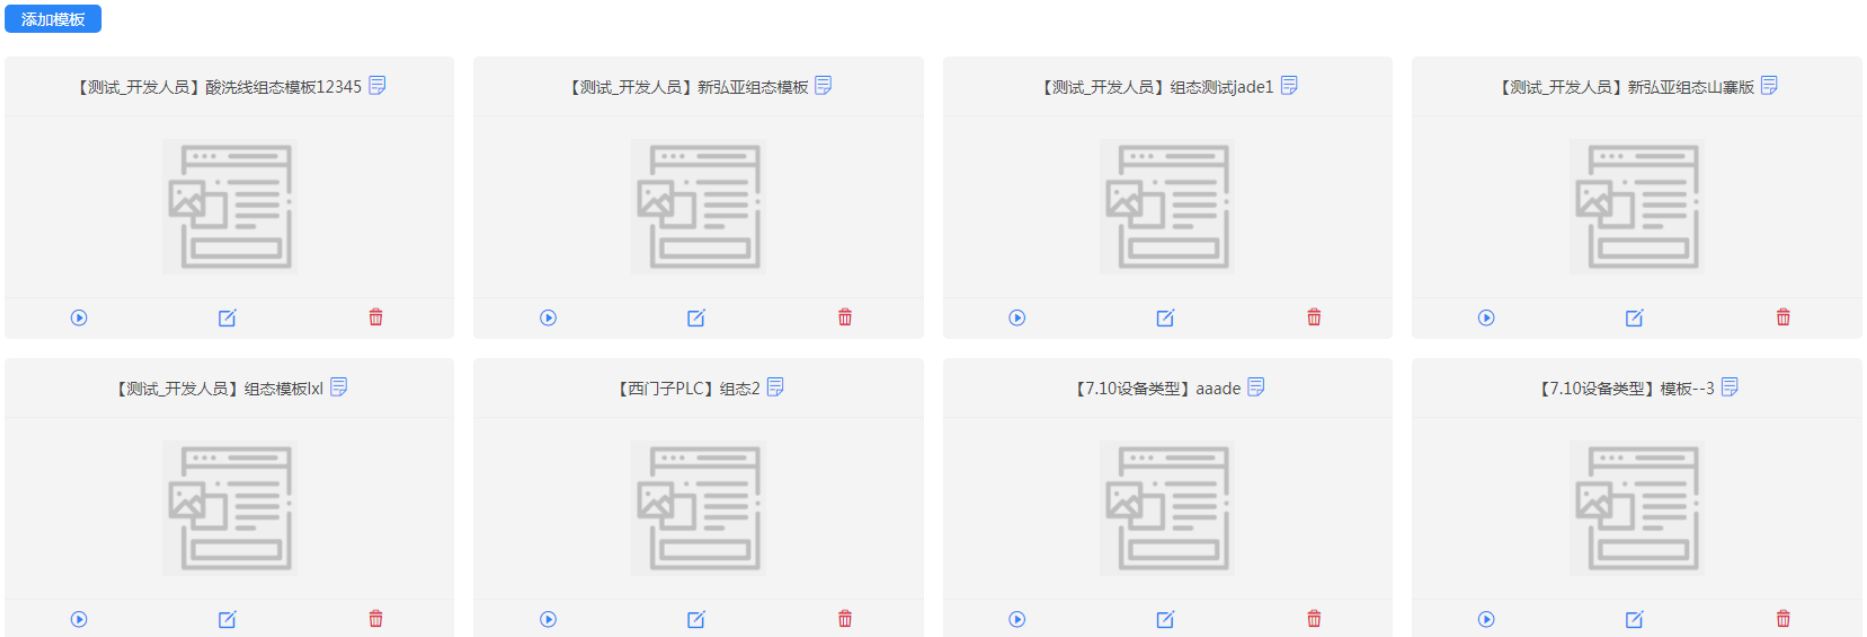 添加模板
【测试_开发人员】酸洗线组态模板12345
【测试_开发人员】新弘亚组态模板
【测试_开发人员】组态测试jade1
【测试_开发人员】新弘亚组态山寨版
【测试_开发人员】组态模板lxl
【西门子PLC】组态2
【7.10设备类型】aaade
【7.10设备类型】模板--3